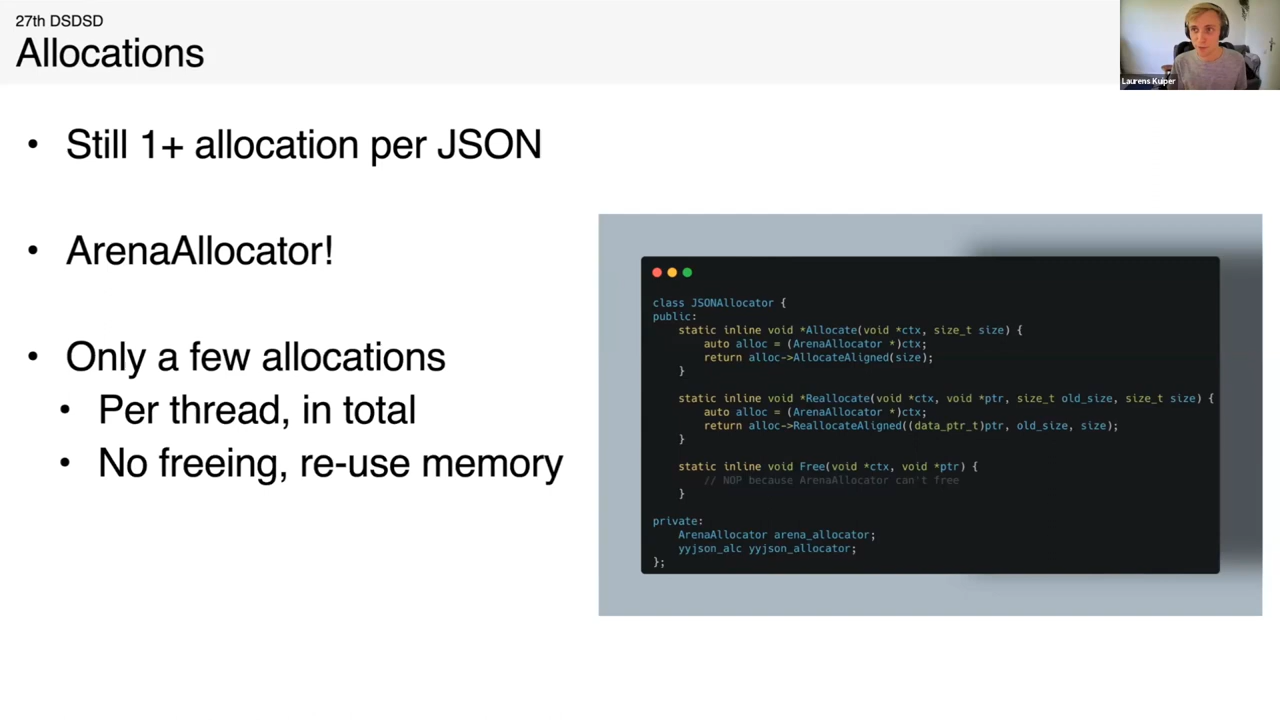 27th DSDSD
Allocations
Laurens Kuiper
• Still 1+ allocation per JSON
• ArenaAllocator!
• Only a few allocations
• Per thread, in total
• No freeing, re-use memory
class JSONAllocator {
public:
    static inline void *Allocate(void *ctx, size_t size) {
        auto alloc = (ArenaAllocator *)ctx;
        return alloc->AllocateAligned(size);
    }
    static inline void *Reallocate(void *ctx, void *ptr, size_t old_size, size_t size) {
        auto alloc = (ArenaAllocator *)ctx;
        return alloc->ReallocateAligned((data_ptr_t)ptr, old_size, size);
    }
    static inline void Free(void *ctx, void *ptr) {
        // NOP because ArenaAllocator can't free
    }
private:
    ArenaAllocator arena_allocator;
    yyjson_alc yyjson_allocator;
};